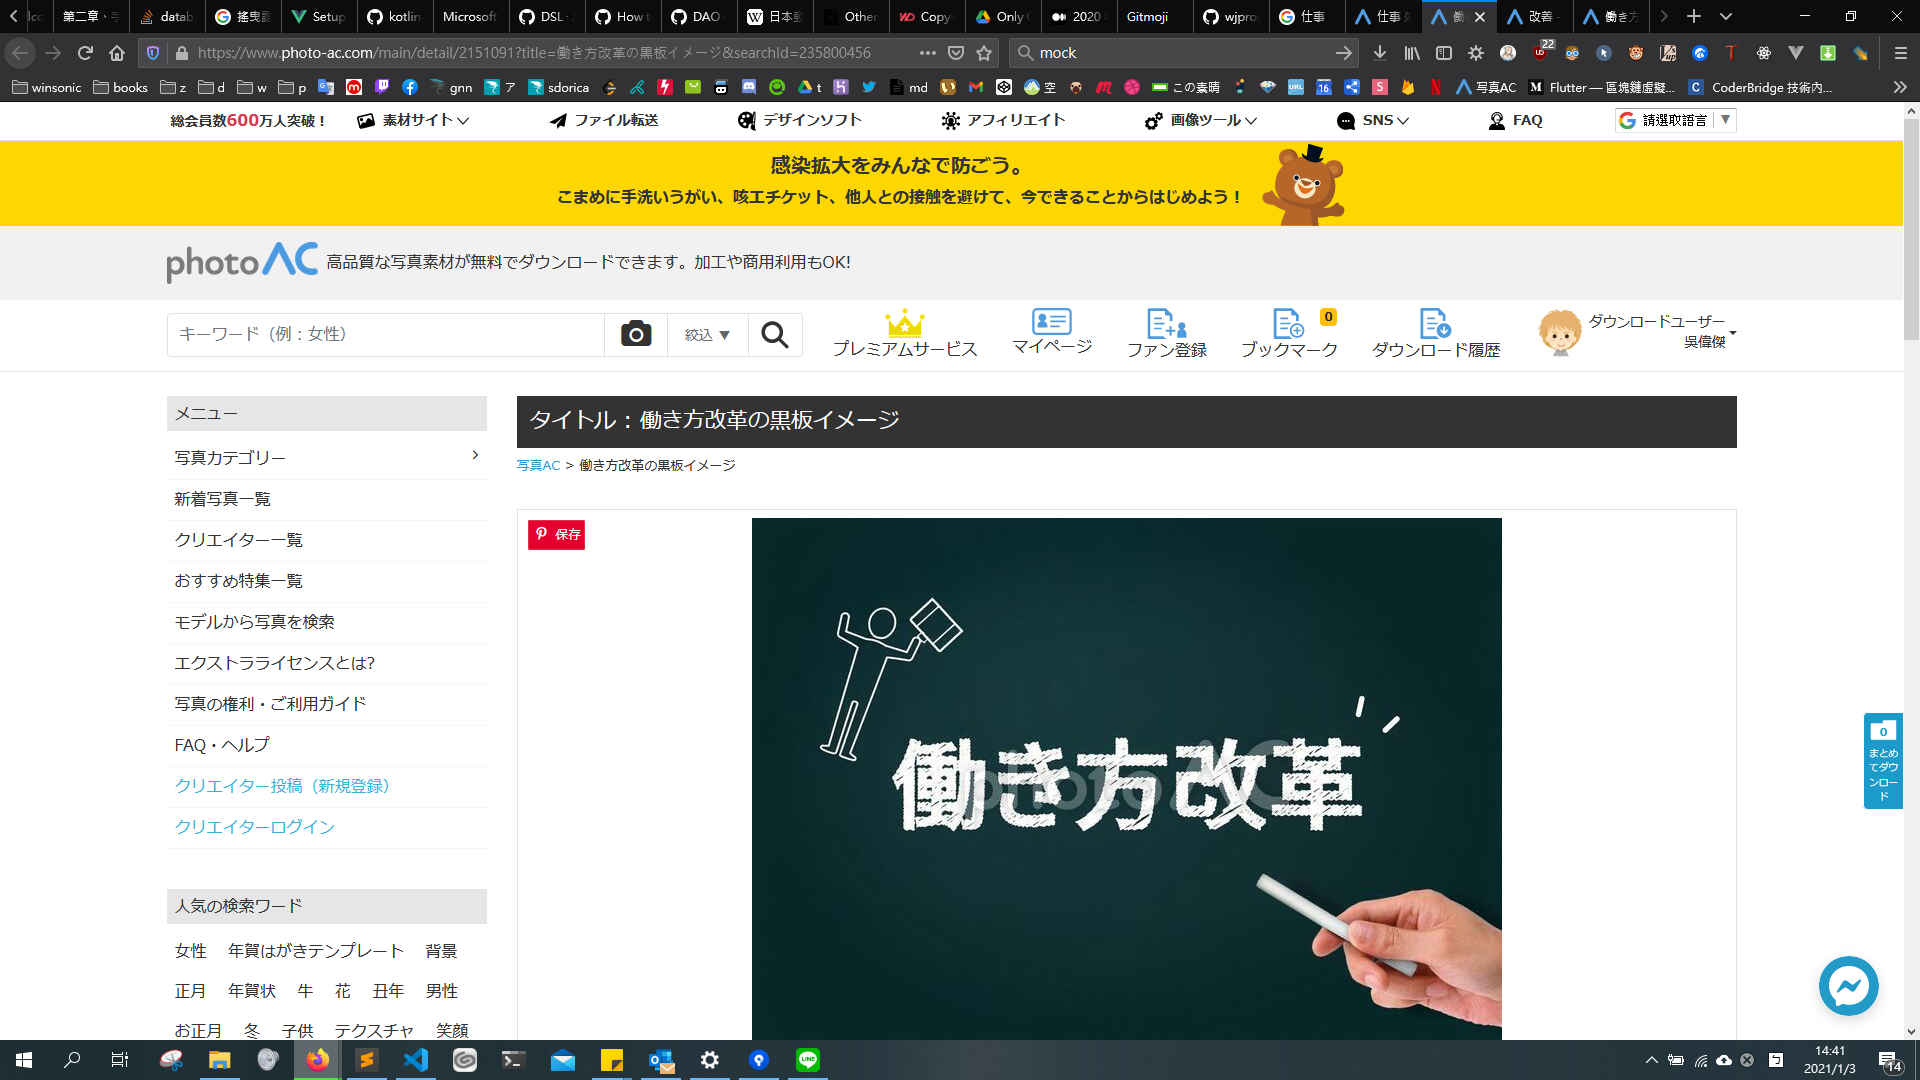 第二章、
datab
搖曳露
Setup
kotlin
Microsoft
DSL
How t
DAO
日本動
Other
Copy-
Only
2020
Gitmoji
wjpro
仕事
仕事
働
改善 -
働き方
https://www.photo-ac.com/main/detail/2151091?title=働き方改革の黒板イメージ&searchId=235800456
mock
22
winsonic
books
z
d
w
p
gnn
ア
sdorica
t
md
空
この素晴
写真AC
Flutter — 區塊鏈虛擬...
CoderBridge 技術內...
総会員数600万人突破！
素材サイト
ファイル転送
デザインソフト
アフィリエイト
画像ツール
SNS
FAQ
請選取語言 ▼
感染拡大をみんなで防ごう。
こまめに手洗いうがい、咳エチケット、他人との接触を避けて、今できることからはじめよう！
photoAC 高品質な写真素材が無料でダウンロードできます。加工や商用利用もOK!
キーワード（例：女性）
絞込 ▼
プレミアムサービス
マイページ
ファン登録
0
ブックマーク
ダウンロード履歴
ダウンロードユーザー
吳偉傑
メニュー
写真カテゴリー
新着写真一覧
クリエイター一覧
おすすめ特集一覧
モデルから写真を検索
エクストラライセンスとは?
写真の権利・ご利用ガイド
FAQ・ヘルプ
クリエイター投稿（新規登録）
クリエイターログイン
人気の検索ワード
女性 年賀はがきテンプレート 背景
正月 年賀状 牛 花 丑年 男性
お正月 冬 子供 テクスチャ 笑顔
タイトル：働き方改革の黒板イメージ
写真AC > 働き方改革の黒板イメージ
保存
働き方改革
photoAC
0
まとめ
てダウ
ンロー
ド
14:41
2021/1/3
14